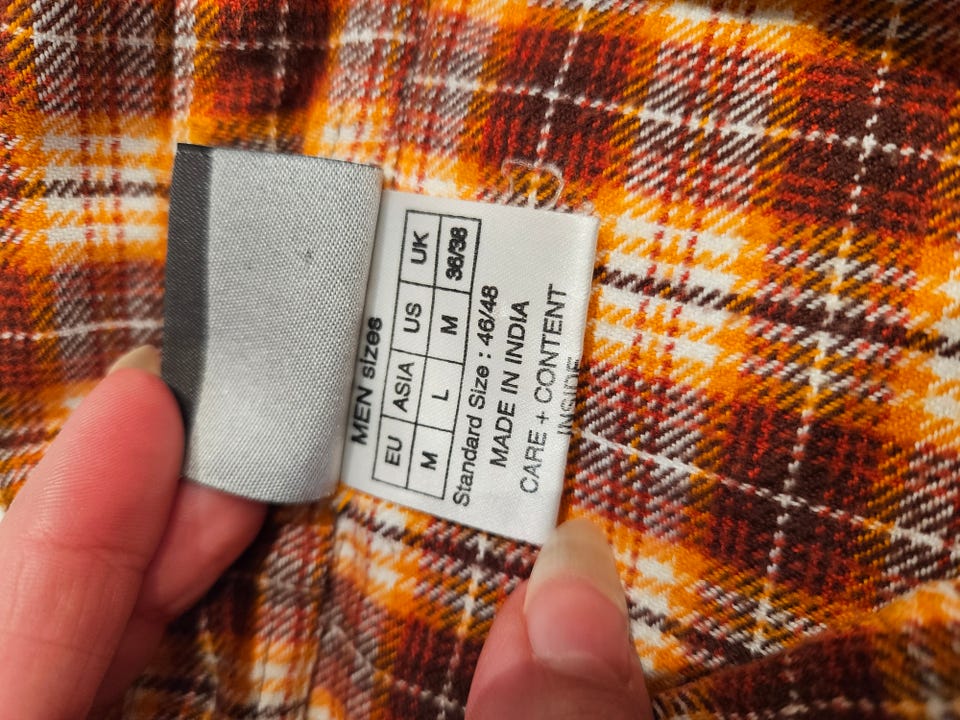 MEN sizes
EU ASIA US UK
M L M 36/38
Standard Size : 46/48
MADE IN INDIA
CARE + CONTENT
INSIDE